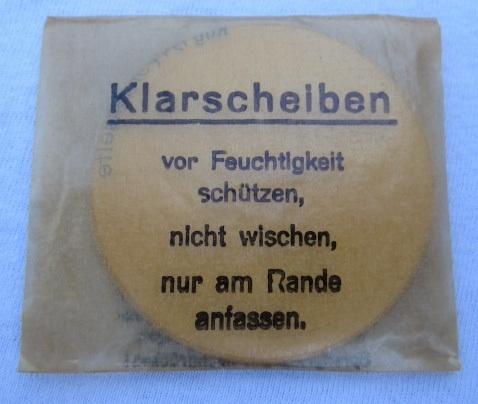 Klarscheiben
vor Feuchtigkeit
schützen,
nicht wischen,
nur am Rande
anfassen.